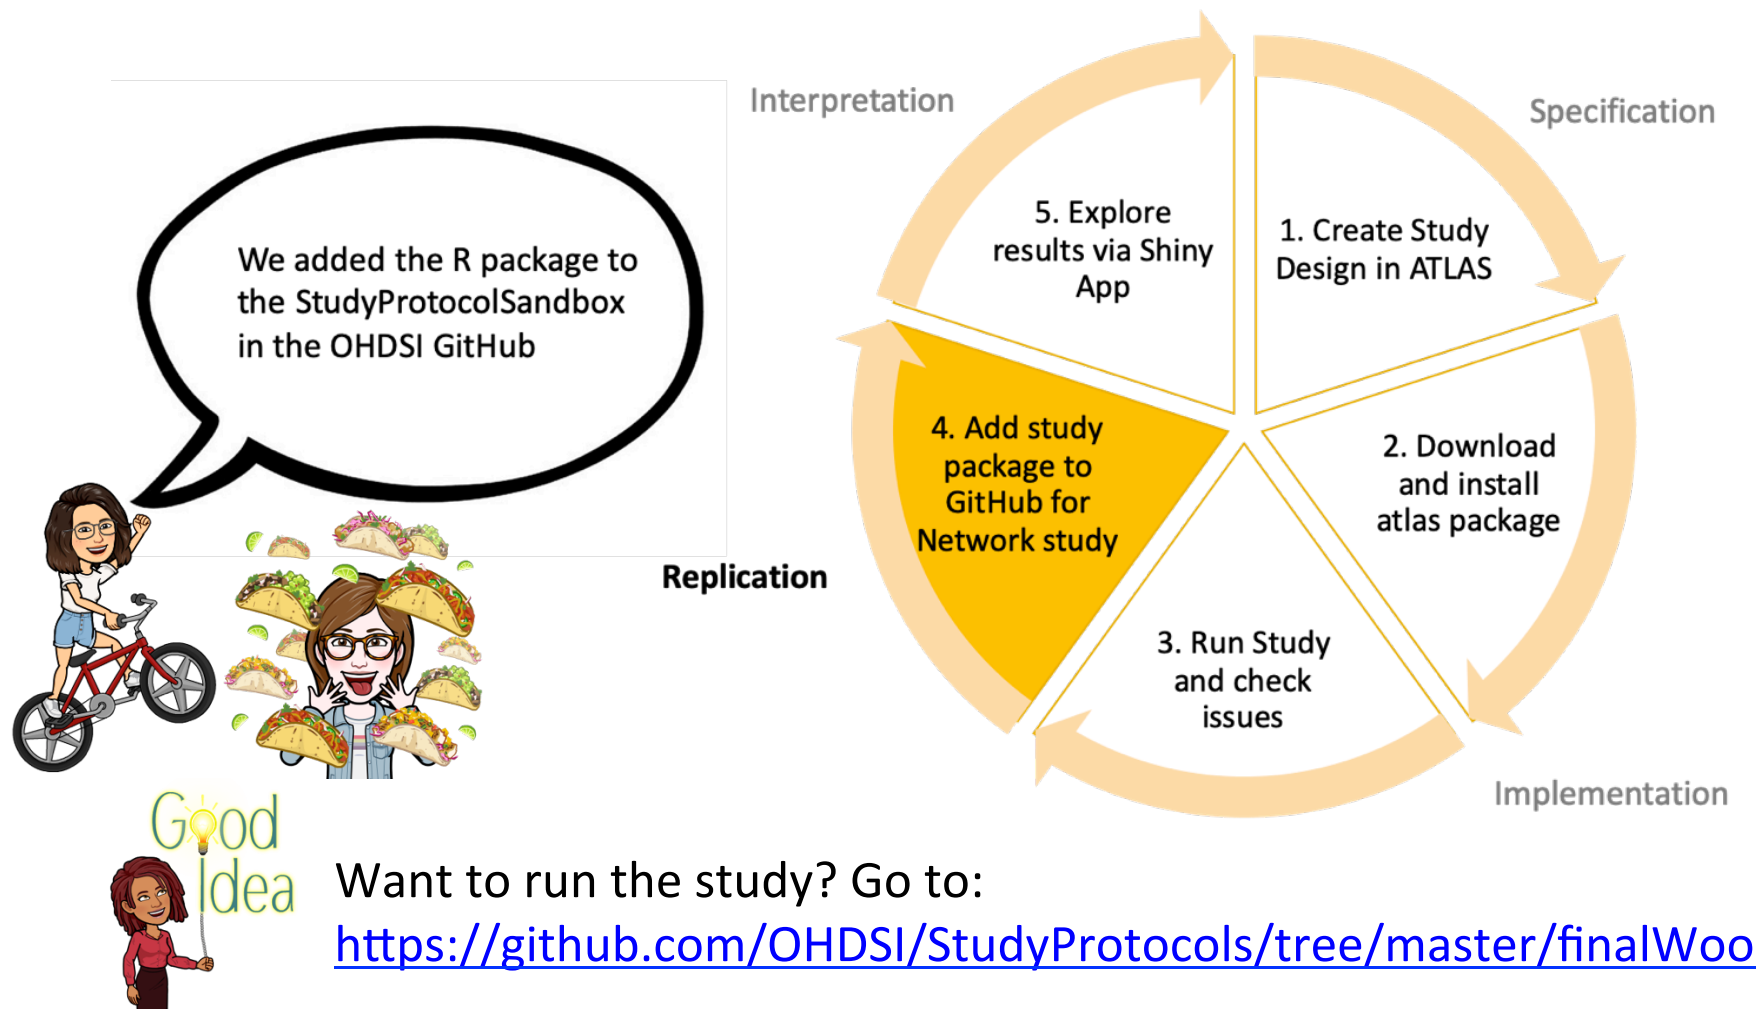 Interpretation
Specification
We added the R package to
the StudyProtocolSandbox
in the OHDSI GitHub
5. Explore
results via Shiny
App
1. Create Study
Design in ATLAS
4. Add study
package to
GitHub for
Network study
2. Download
and install
atlas package
Replication
3. Run Study
and check
issues
Implementation
Good
Idea
Want to run the study? Go to:
https://github.com/OHDSI/StudyProtocols/tree/master/finalWoo